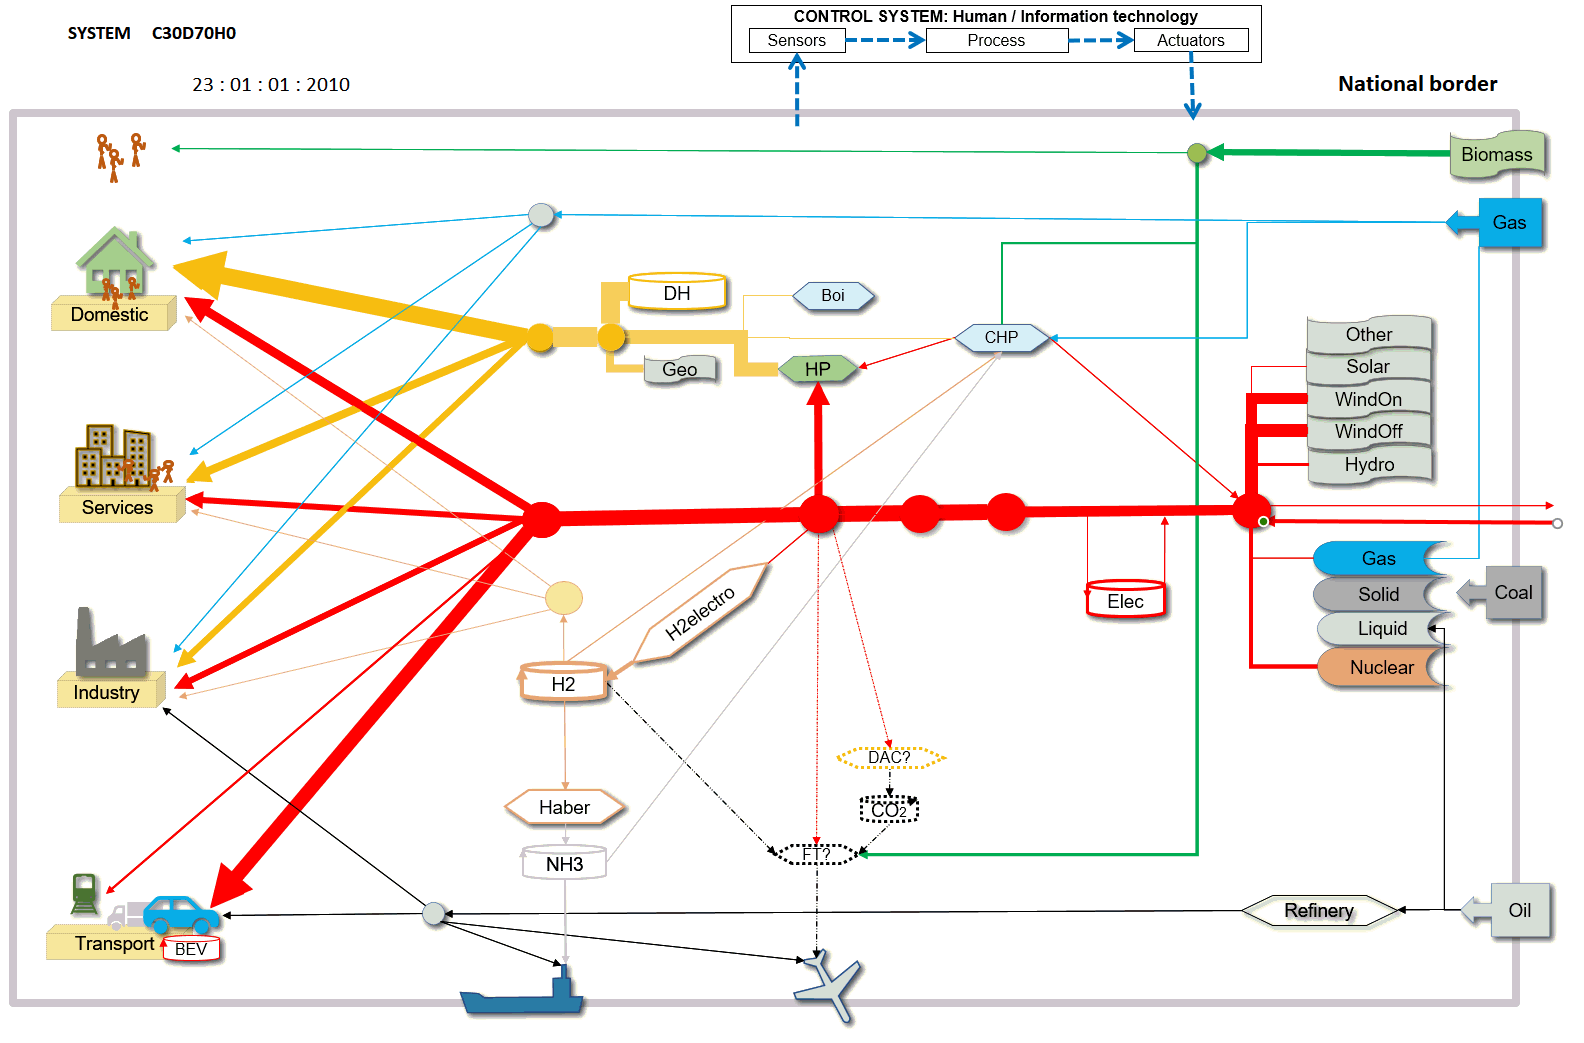 CONTROL SYSTEM: Human / Information technology
Sensors
Process
Actuators
SYSTEM C30D70H0
23 : 01 : 01 : 2010
National border
Biomass
Gas
Domestic
DH
Boi
Geo
HP
CHP
Other
Solar
WindOn
WindOff
Hydro
Services
Gas
Solid
Liquid
Nuclear
Coal
Elec
H2electro
Industry
H2
DAC?
CO2
Haber
NH3
FT?
Transport
BEV
Refinery
Oil